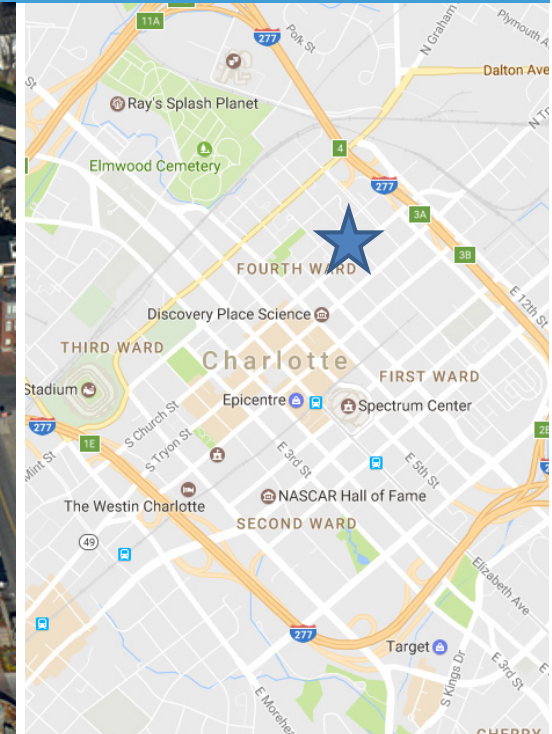 11A
Polk St
277
N Graham
Plymouth A
Dalton Ave
N Tr
St
Ray's Splash Planet
Elmwood Cemetery
4
277
3A
3B
FOURTH WARD
E 12th St
Discovery Place Science
THIRD WARD
Charlotte
FIRST WARD
Stadium
Epicentre
Spectrum Center
277
1E
S Church St
S Tryon St
E 3rd St
E 5th St
2B
Mint St
The Westin Charlotte
NASCAR Hall of Fame
SECOND WARD
49
Elizabeth Ave
277
Target
S Kings Dr
E 3rd St
E Morehea
CHERRY